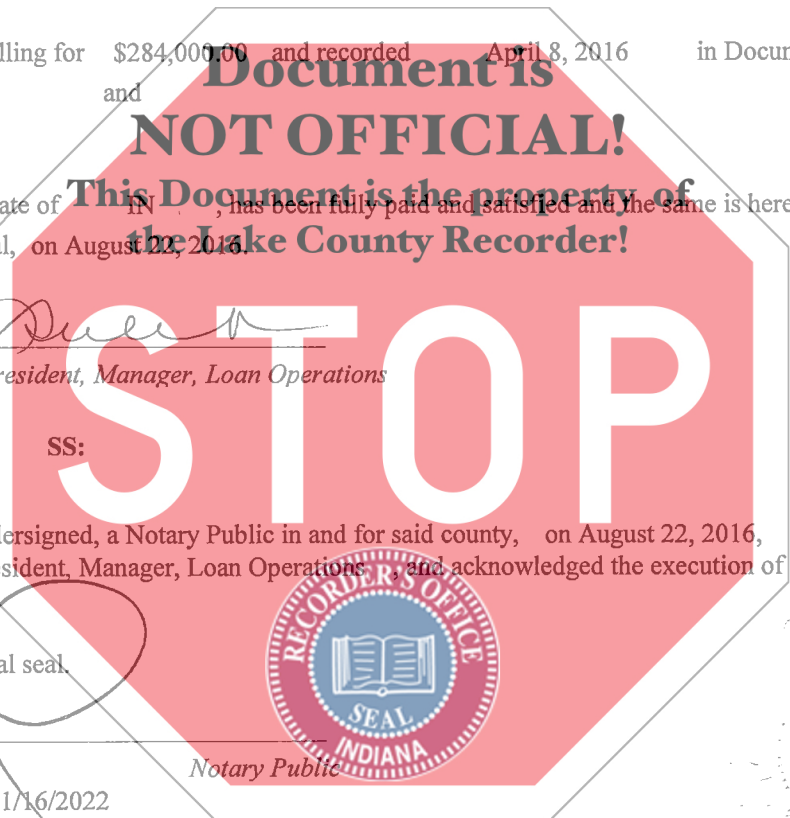 lling for $284,000.00 and recorded April 8, 2016 in Docum
Document is
and
NOT OFFICIAL!
This Document is the property of
ate of IN , has been fully paid and satisfied and the same is here
the Lake County Recorder!
al, on August 22, 2016.
STOP
resident, Manager, Loan Operations
SS:
dersigned, a Notary Public in and for said county, on August 22, 2016,
esident, Manager, Loan Operations , and acknowledged the execution of
RECORDER'S OFFICE
al seal.
SEAL
INDIANA
Notary Public
1/16/2022